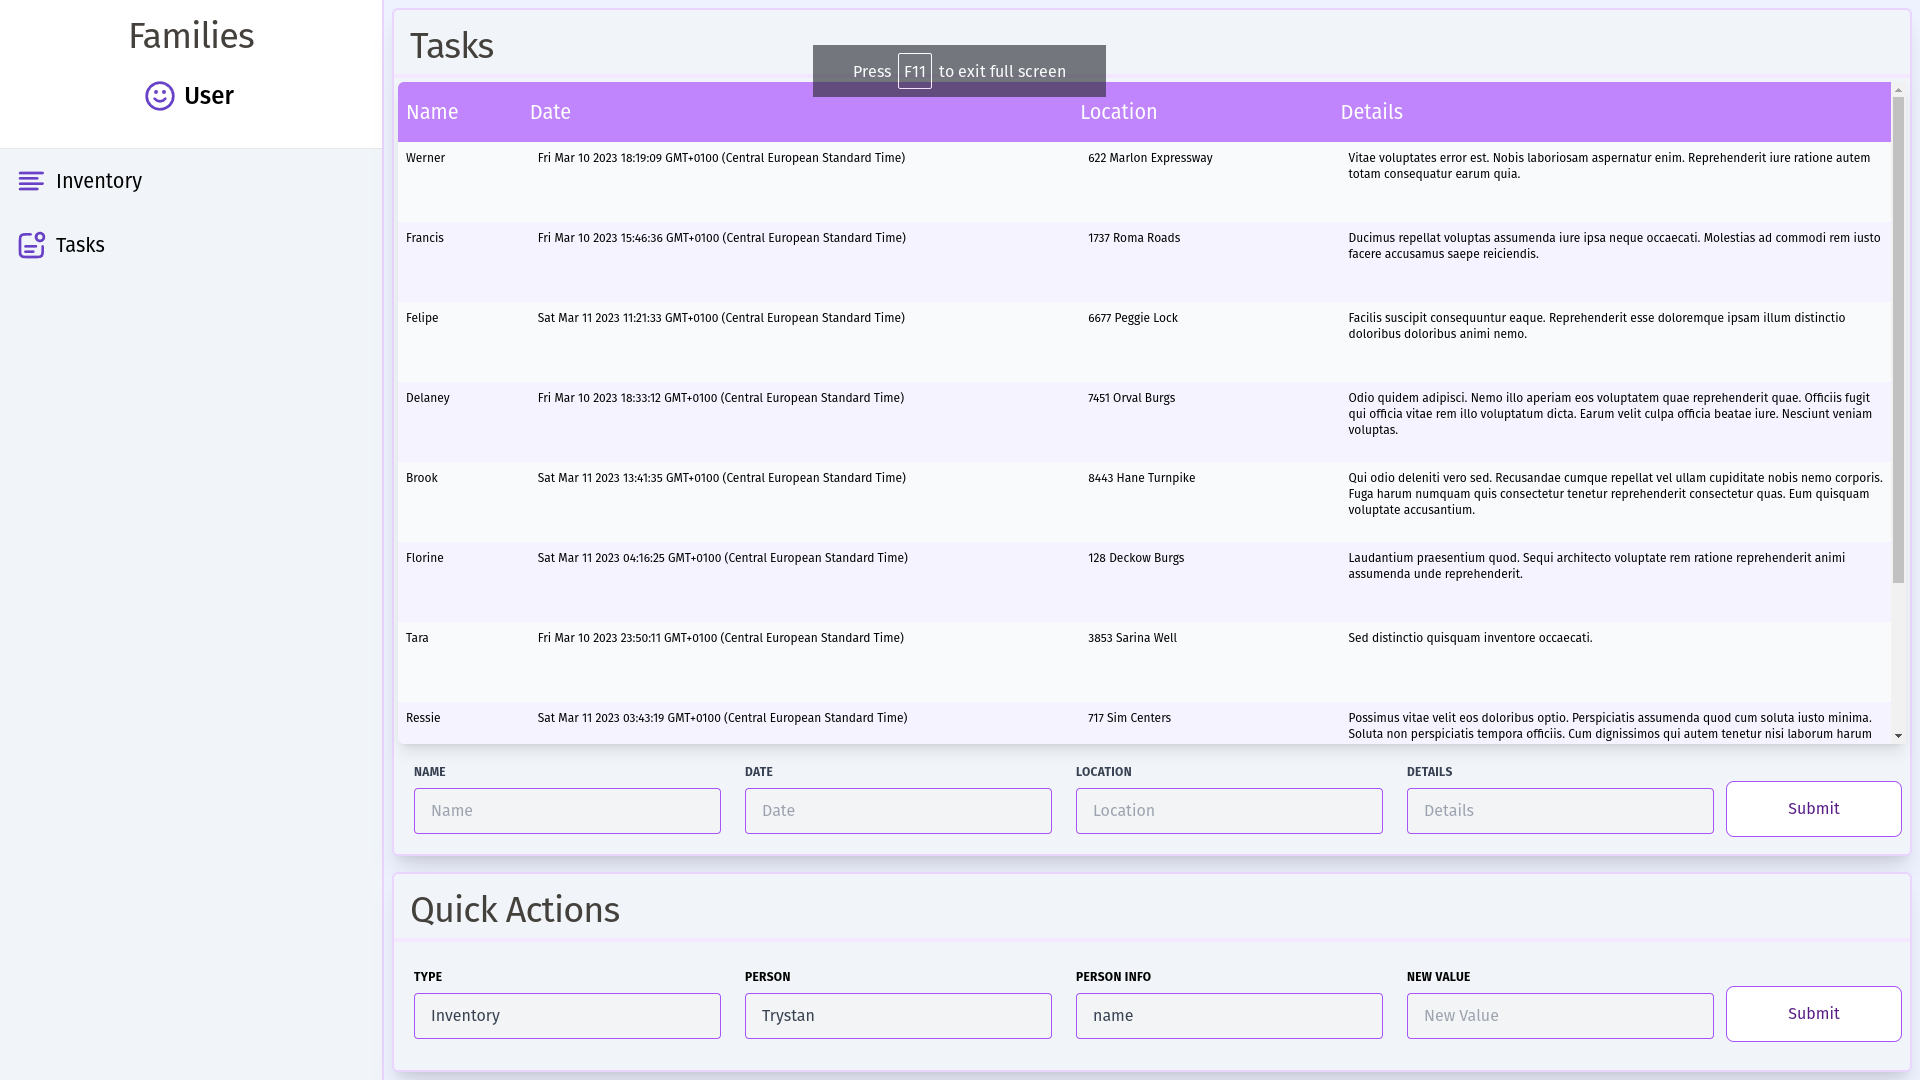 Families
User
Inventory
Tasks
Tasks
Press F11 to exit full screen
Name Date Location Details
Werner Fri Mar 10 2023 18:19:09 GMT+0100 (Central European Standard Time) 622 Marlon Expressway Vitae voluptates error est. Nobis laboriosam aspernatur enim. Reprehenderit iure ratione autem
totam consequatur earum quia.
Francis Fri Mar 10 2023 15:46:36 GMT+0100 (Central European Standard Time) 1737 Roma Roads Ducimus repellat voluptas assumenda iure ipsa neque occaecati. Molestias ad commodi rem iusto
facere accusamus saepe reiciendis.
Felipe Sat Mar 11 2023 11:21:33 GMT+0100 (Central European Standard Time) 6677 Peggie Lock Facilis suscipit consequuntur eaque. Reprehenderit esse doloremque ipsam illum distinctio
doloribus doloribus animi nemo.
Delaney Fri Mar 10 2023 18:33:12 GMT+0100 (Central European Standard Time) 7451 Orval Burgs Odio quidem adipisci. Nemo illo aperiam eos voluptatem quae reprehenderit quae. Officiis fugit
qui officia vitae rem illo voluptatum dicta. Earum velit culpa officia beatae iure. Nesciunt veniam
voluptas.
Brook Sat Mar 11 2023 13:41:35 GMT+0100 (Central European Standard Time) 8443 Hane Turnpike Qui odio deleniti vero sed. Recusandae cumque repellat vel ullam cupiditate nobis nemo corporis.
Fuga harum numquam quis consectetur tenetur reprehenderit consectetur quas. Eum quisquam
voluptate accusantium.
Florine Sat Mar 11 2023 04:16:25 GMT+0100 (Central European Standard Time) 128 Deckow Burgs Laudantium praesentium quod. Sequi architecto voluptate rem ratione reprehenderit animi
assumenda unde reprehenderit.
Tara Fri Mar 10 2023 23:50:11 GMT+0100 (Central European Standard Time) 3853 Sarina Well Sed distinctio quisquam inventore occaecati.
Ressie Sat Mar 11 2023 03:43:19 GMT+0100 (Central European Standard Time) 717 Sim Centers Possimus vitae velit eos doloribus optio. Perspiciatis assumenda quod cum soluta iusto minima.
Soluta non perspiciatis tempora officiis. Cum dignissimos qui autem tenetur nisi laborum harum
NAME DATE LOCATION DETAILS
Name Date Location Details Submit
Quick Actions
TYPE PERSON PERSON INFO NEW VALUE
Inventory Trystan name New Value Submit